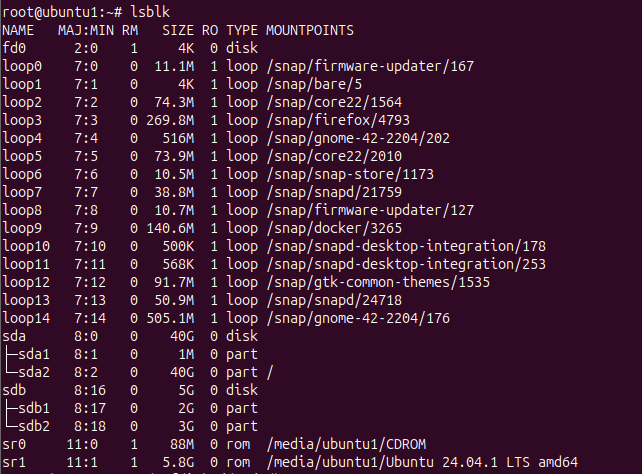 root@ubuntu1:~# lsblk
NAME   MAJ:MIN RM   SIZE RO TYPE MOUNTPOINTS
fd0      2:0    1     4K  0 disk
loop0    7:0    0  11.1M  1 loop /snap/firmware-updater/167
loop1    7:1    0     4K  1 loop /snap/bare/5
loop2    7:2    0  74.3M  1 loop /snap/core22/1564
loop3    7:3    0 269.8M  1 loop /snap/firefox/4793
loop4    7:4    0   516M  1 loop /snap/gnome-42-2204/202
loop5    7:5    0  73.9M  1 loop /snap/core22/2010
loop6    7:6    0  10.5M  1 loop /snap/snap-store/1173
loop7    7:7    0  38.8M  1 loop /snap/snapd/21759
loop8    7:8    0  10.7M  1 loop /snap/firmware-updater/127
loop9    7:9    0 140.6M  1 loop /snap/docker/3265
loop10   7:10   0   500K  1 loop /snap/snapd-desktop-integration/178
loop11   7:11   0   568K  1 loop /snap/snapd-desktop-integration/253
loop12   7:12   0  91.7M  1 loop /snap/gtk-common-themes/1535
loop13   7:13   0  50.9M  1 loop /snap/snapd/24718
loop14   7:14   0 505.1M  1 loop /snap/gnome-42-2204/176
sda      8:0    0    40G  0 disk
├─sda1   8:1    0     1M  0 part
└─sda2   8:2    0    40G  0 part /
sdb      8:16   0     5G  0 disk
├─sdb1   8:17   0     2G  0 part
└─sdb2   8:18   0     3G  0 part
sr0     11:0    1    88M  0 rom  /media/ubuntu1/CDROM
sr1     11:1    1   5.8G  0 rom  /media/ubuntu1/Ubuntu 24.04.1 LTS amd64